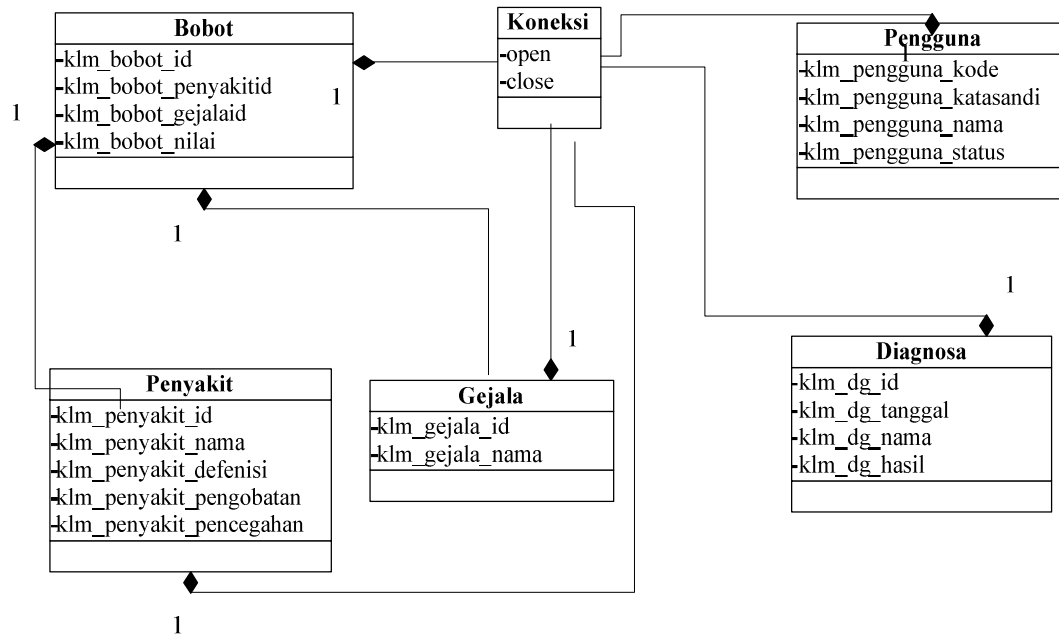 Bobot
-klm_bobot_id
-klm_bobot_penyakitid
-klm_bobot_gejalaid
-klm_bobot_nilai
1
1
1
Koneksi
-open
-close
Pengguna
1
-klm_pengguna_kode
-klm_pengguna_katasandi
-klm_pengguna_nama
-klm_pengguna_status
Penyakit
-klm_penyakit_id
-klm_penyakit_nama
-klm_penyakit_defenisi
-klm_penyakit_pengobatan
-klm_penyakit_pencegahan
1
1
Gejala
-klm_gejala_id
-klm_gejala_nama
1
Diagnosa
-klm_dg_id
-klm_dg_tanggal
-klm_dg_nama
-klm_dg_hasil